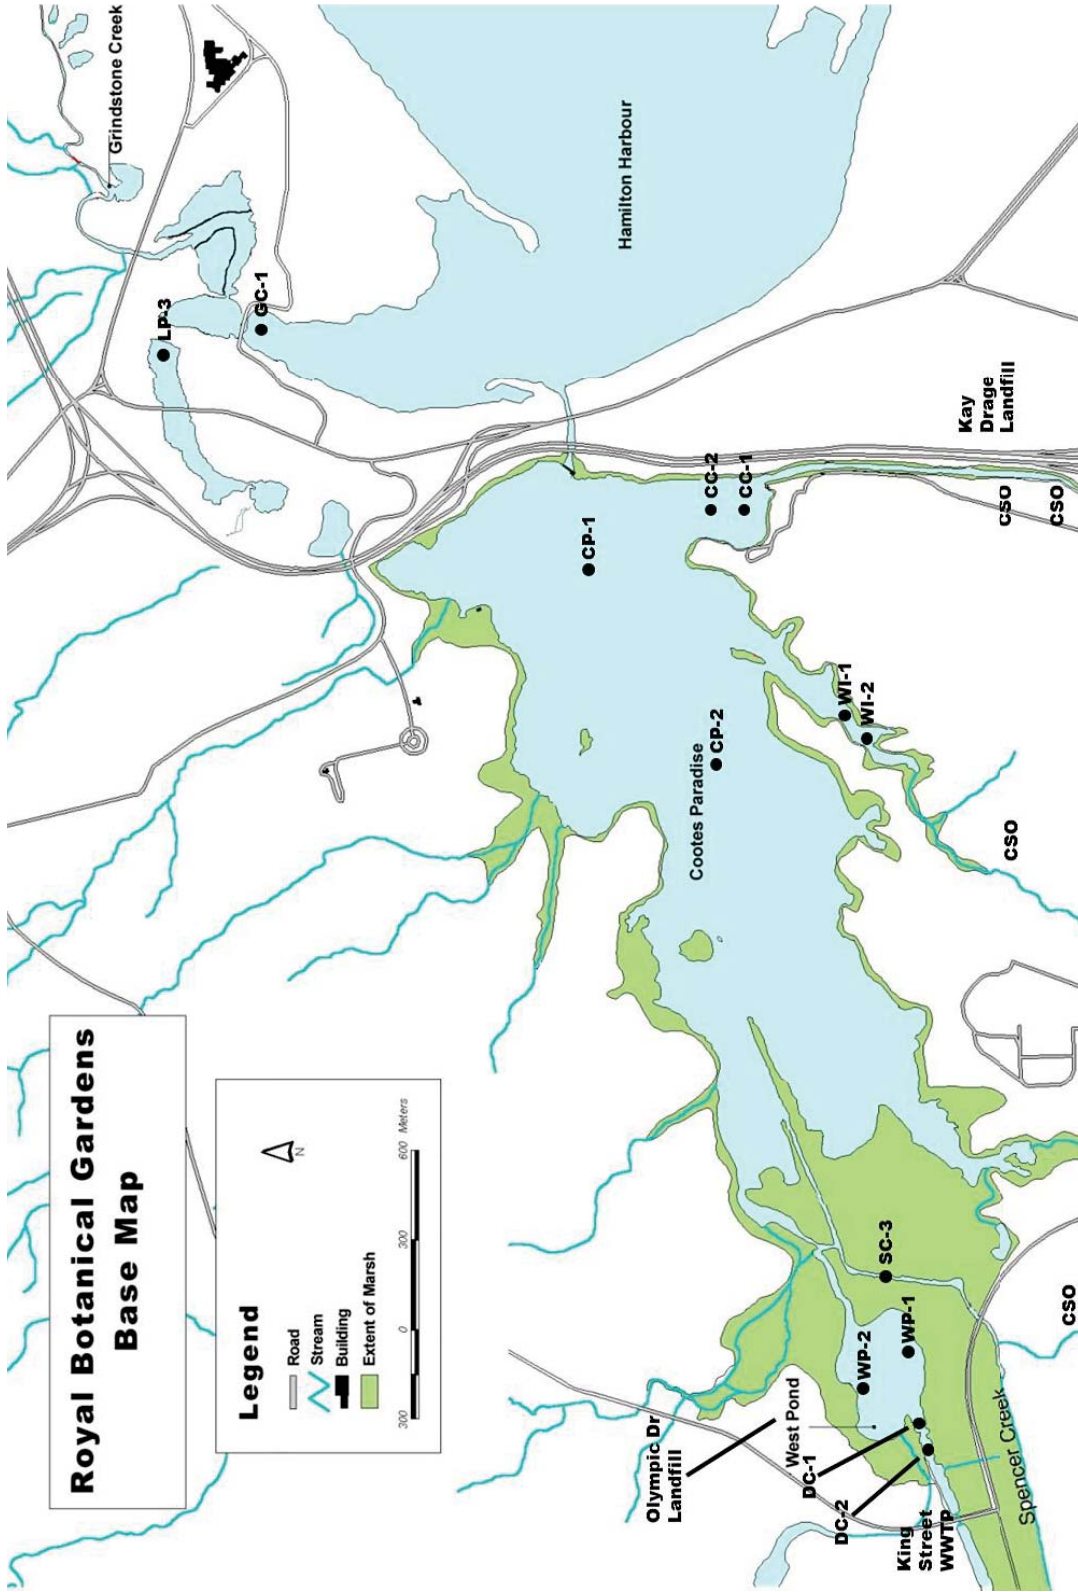 Royal Botanical Gardens
Base Map
Legend
Road
Stream
Building
Extent of Marsh
300
0
300
600 Meters
N
Grindstone Creek
LP-3
GC-1
Hamilton Harbour
Kay
Drage
Landfill
CSO
CSO
CC-2
CC-1
CP-1
CP-2
Cootes Paradise
WI-1
WI-2
CSO
SC-3
WP-1
WP-2
West Pond
Olympic Dr
Landfill
DC-1
DC-2
King
Street
WWTP
Spencer Creek
CSO